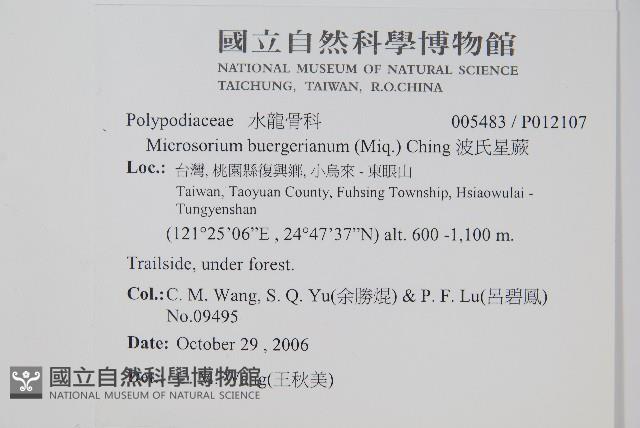 國立自然科學博物館
NATIONAL MUSEUM OF NATURAL SCIENCE
TAICHUNG, TAIWAN, R.O.CHINA
Polypodiaceae 水龍骨科 005483 / P012107
Microsorium buergerianum (Miq.) Ching 波氏星蕨
Loc.: 台灣, 桃園縣復興鄉, 小烏來 - 東眼山
Taiwan, Taoyuan County, Fuhsing Township, Hsiaowulai -
Tungyenshan
(121°25’06”E , 24°47’37”N) alt. 600 -1,100 m.
Trailside, under forest.
Col.: C. M. Wang, S. Q. Yu(余勝焜) & P. F. Lu(呂碧鳳)
No.09495
Date: October 29 , 2006
(王秋美)
國立自然科學博物館
NATIONAL MUSEUM OF NATURAL SCIENCE